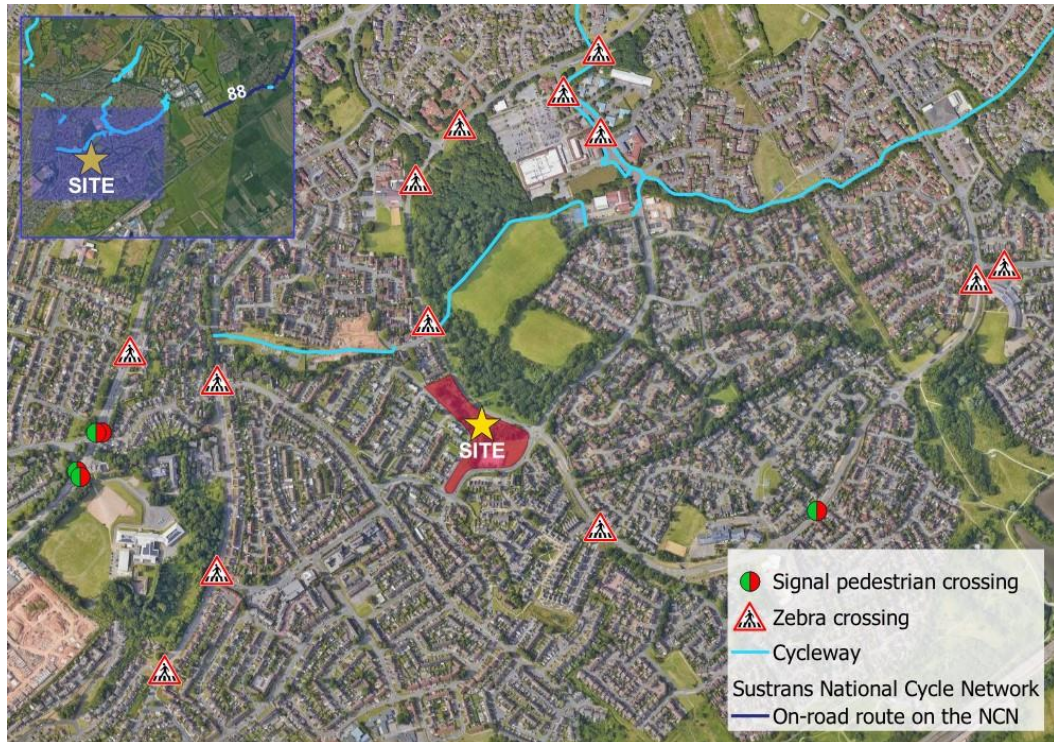 88
SITE
SITE
Signal pedestrian crossing
Zebra crossing
Cycleway
Sustrans National Cycle Network
On-road route on the NCN